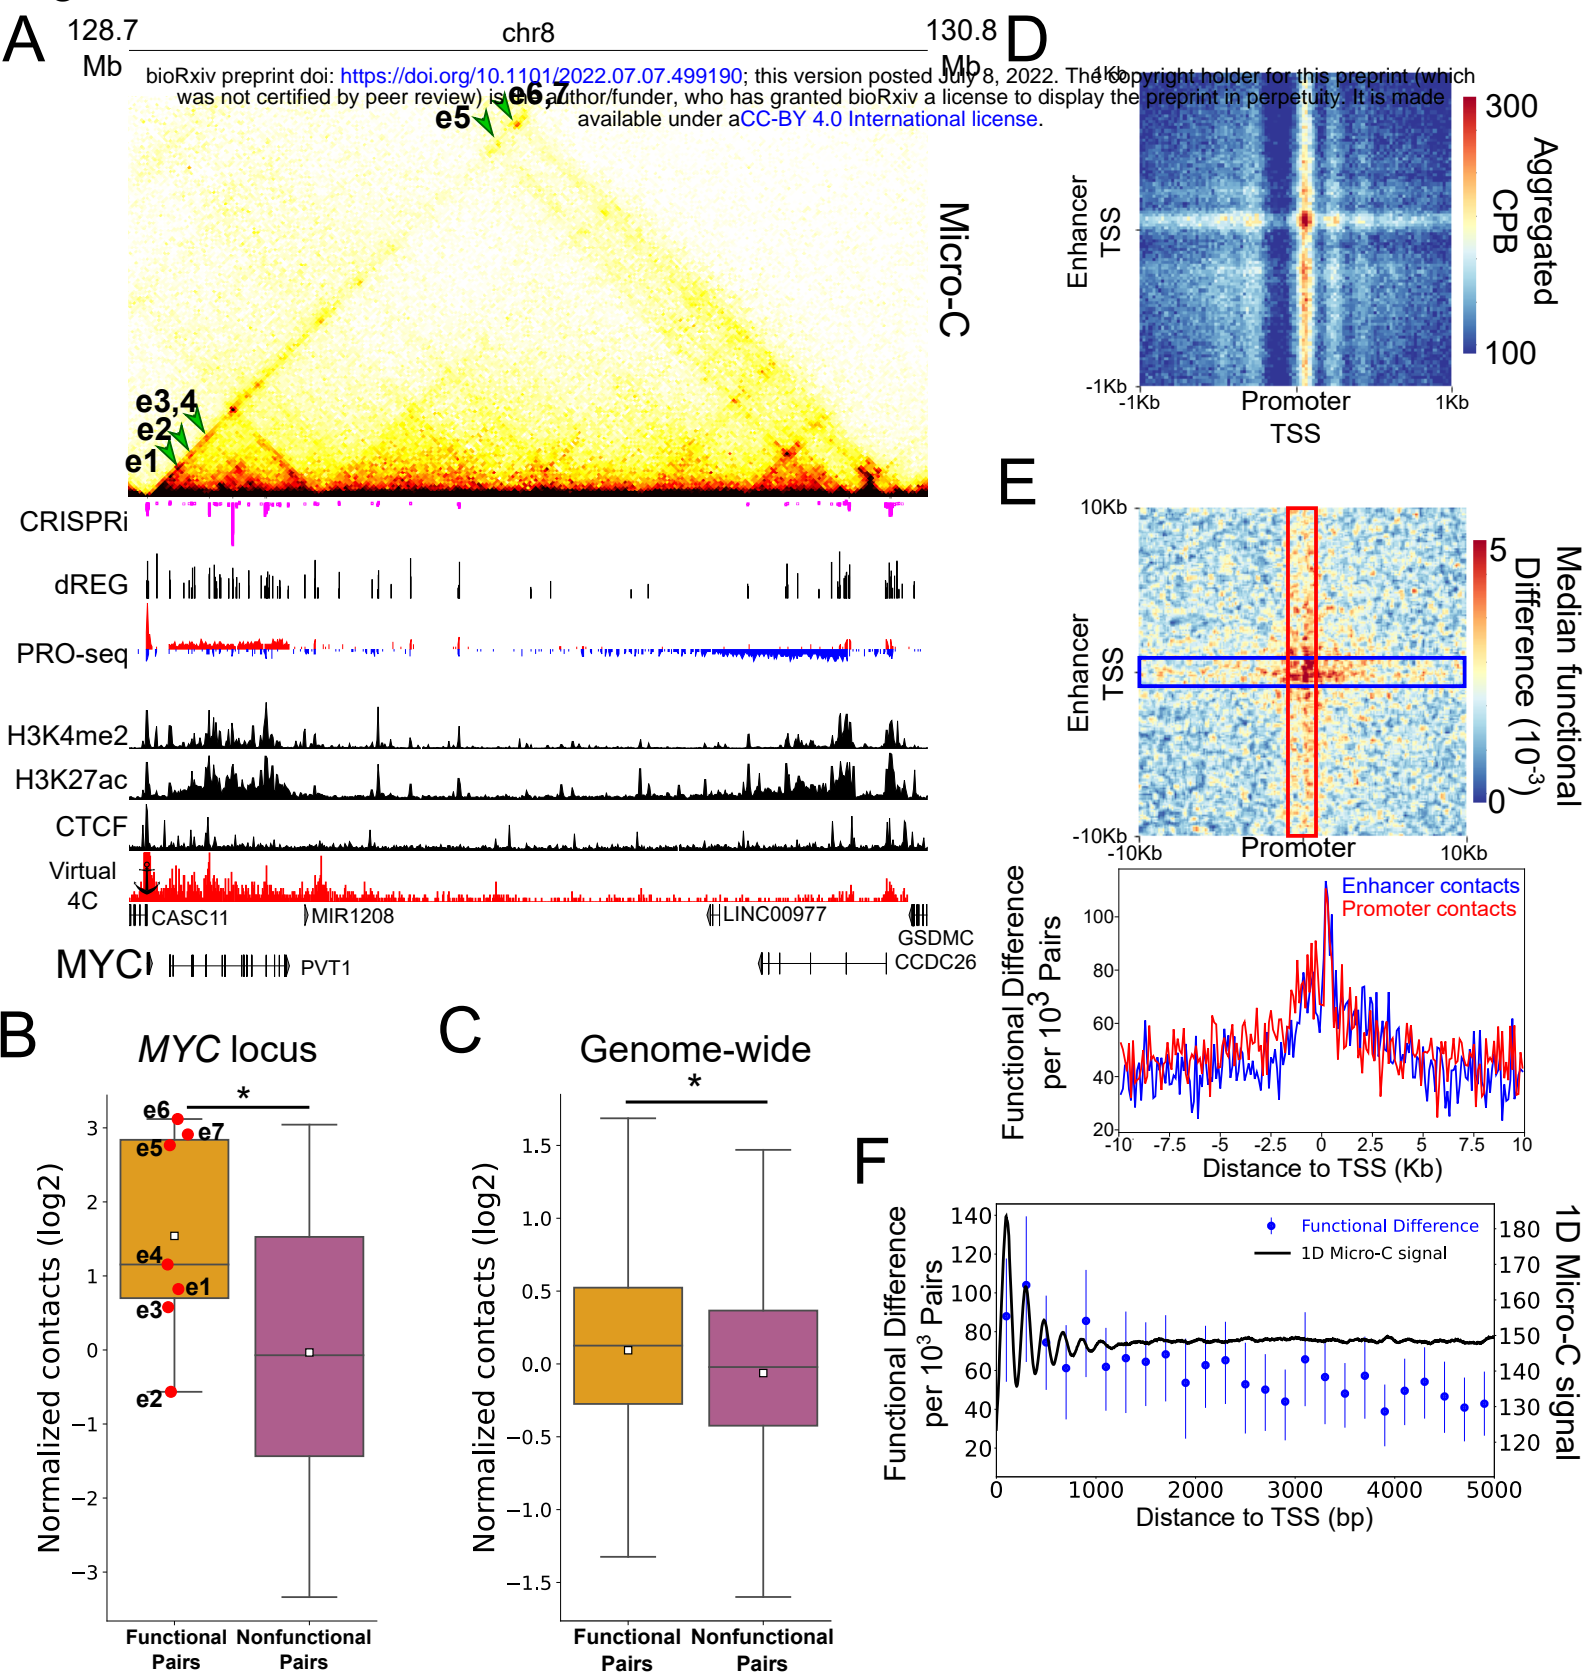 A
128.7
Mb
chr8
130.8
Mb
bioRxiv preprint doi: https://doi.org/10.1101/2022.07.07.499190; this version posted July 8, 2022. The copyright holder for this preprint (which
was not certified by peer review) is the author/funder, who has granted bioRxiv a license to display the preprint in perpetuity. It is made
available under aCC-BY 4.0 International license.
e6,7
e5
e3,4
e2
e1
Micro-C
CRISPRi
dREG
PRO-seq
H3K4me2
H3K27ac
CTCF
Virtual
4C
CASC11
MIR1208
LINC00977
GSDMC
MYC
PVT1
CCDC26
B
MYC locus
*
Normalized contacts (log2)
3
2
1
0
−1
−2
−3
e6
e7
e5
e4
e1
e3
e2
Functional
Pairs
Nonfunctional
Pairs
C
Genome-wide
*
Normalized contacts (log2)
1.5
1.0
0.5
0.0
−0.5
−1.0
−1.5
Functional
Pairs
Nonfunctional
Pairs
D
1Kb
Enhancer
TSS
-1Kb
-1Kb
Promoter
1Kb
TSS
300
100
Aggregated
CPB
E
10Kb
Enhancer
TSS
-10Kb
-10Kb
Promoter
10Kb
5
0
Median functional
Difference (10-3)
Functional Difference
per 103 Pairs
100
80
60
40
20
Enhancer contacts
Promoter contacts
-10 -7.5 -5 -2.5 0 2.5 5 7.5 10
Distance to TSS (Kb)
F
Functional Difference
per 103 Pairs
140
120
100
80
60
40
20
Functional Difference
1D Micro-C signal
180
170
160
150
140
130
120
1D Micro-C signal
0 1000 2000 3000 4000 5000
Distance to TSS (bp)